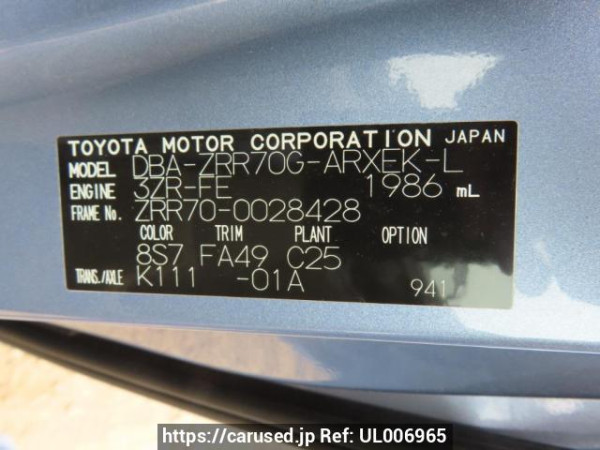 TOYOTA MOTOR CORPORATION JAPAN
MODEL DBA-ZRR70G-ARXEK-L
ENGINE 3ZR-FE 1986 mL
FRAME No. ZRR70-0028428
COLOR TRIM PLANT OPTION
8S7 FA49 C25
TRANS./AXLE K111 -01A 941
https://carused.jp Ref: UL006965